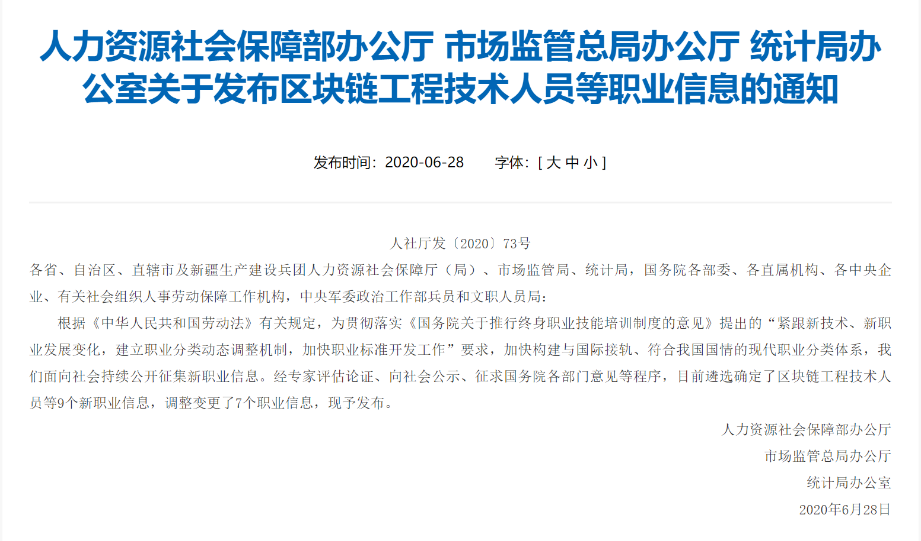 人力资源社会保障部办公厅 市场监管总局办公厅 统计局办
公室关于发布区块链工程技术人员等职业信息的通知
发布时间：2020-06-28 字体：[ 大 中 小 ]
人社厅发〔2020〕73号
各省、自治区、直辖市及新疆生产建设兵团人力资源社会保障厅（局）、市场监管局、统计局，国务院各部委、各直属机构、各中央企
业、有关社会组织人事劳动保障工作机构，中央军委政治工作部兵员和文职人员局：
根据《中华人民共和国劳动法》有关规定，为贯彻落实《国务院关于推行终身职业技能培训制度的意见》提出的“紧跟新技术、新职
业发展变化，建立职业分类动态调整机制，加快职业标准开发工作”要求，加快构建与国际接轨、符合我国国情的现代职业分类体系，我
们面向社会持续公开征集新职业信息。经专家评估论证、向社会公示、征求国务院各部门意见等程序，目前遴选确定了区块链工程技术人
员等9个新职业信息，调整变更了7个职业信息，现予发布。
人力资源社会保障部办公厅
市场监管总局办公厅
统计局办公室
2020年6月28日